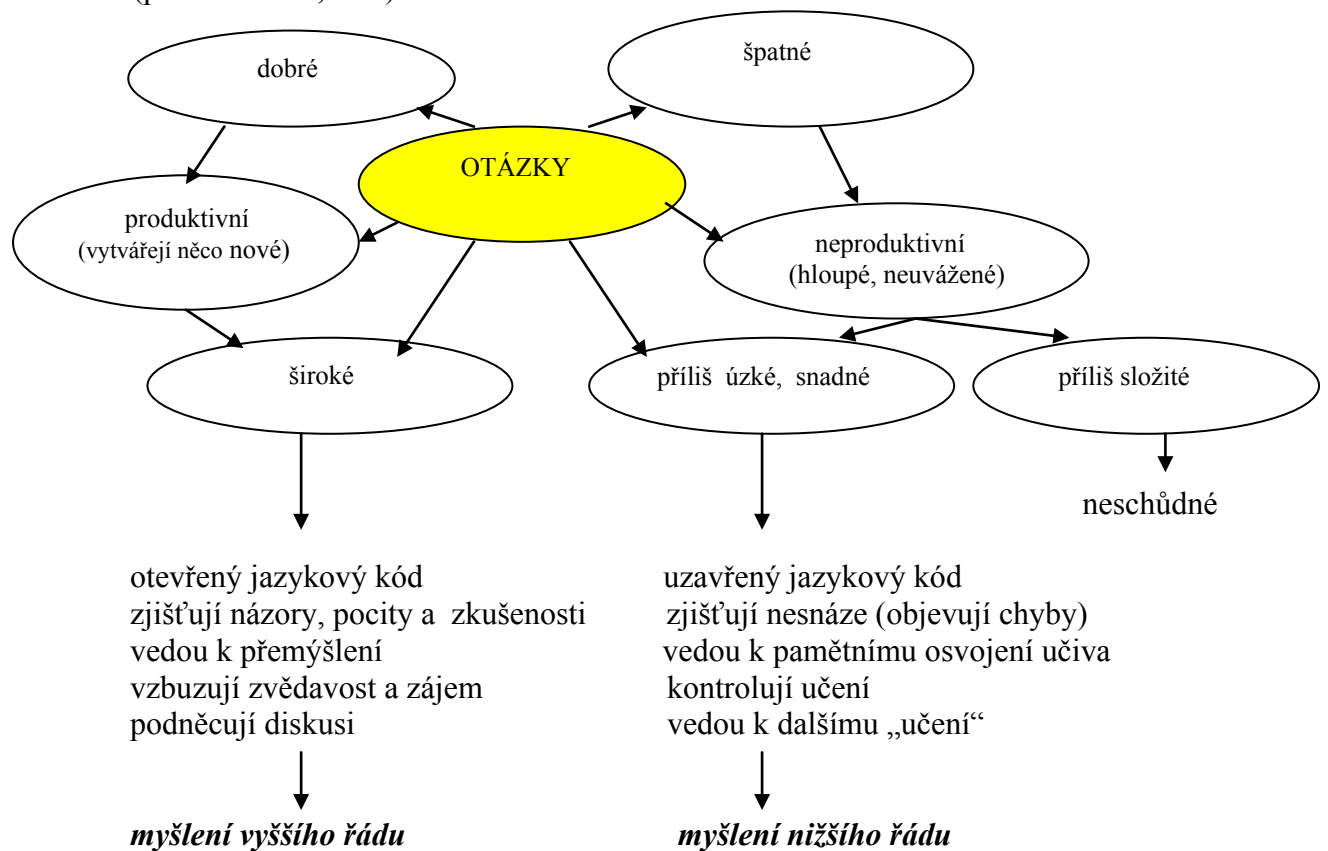 dobré
špatné
OTÁZKY
produktivní
(vytvářejí něco nové)
neproduktivní
(hloupé, neuvážené)
široké
příliš úzké, snadné
příliš složité
neschůdné
otevřený jazykový kód
zjišťují názory, pocity a zkušenosti
vedou k přemýšlení
vzbuzují zvědavost a zájem
podněcují diskusi
uzavřený jazykový kód
zjišťují nesnáze (objevují chyby)
vedou k pamětnímu osvojení učiva
kontrolují učení
vedou k dalšímu „učení“
myšlení vyššího řádu
myšlení nižšího řádu